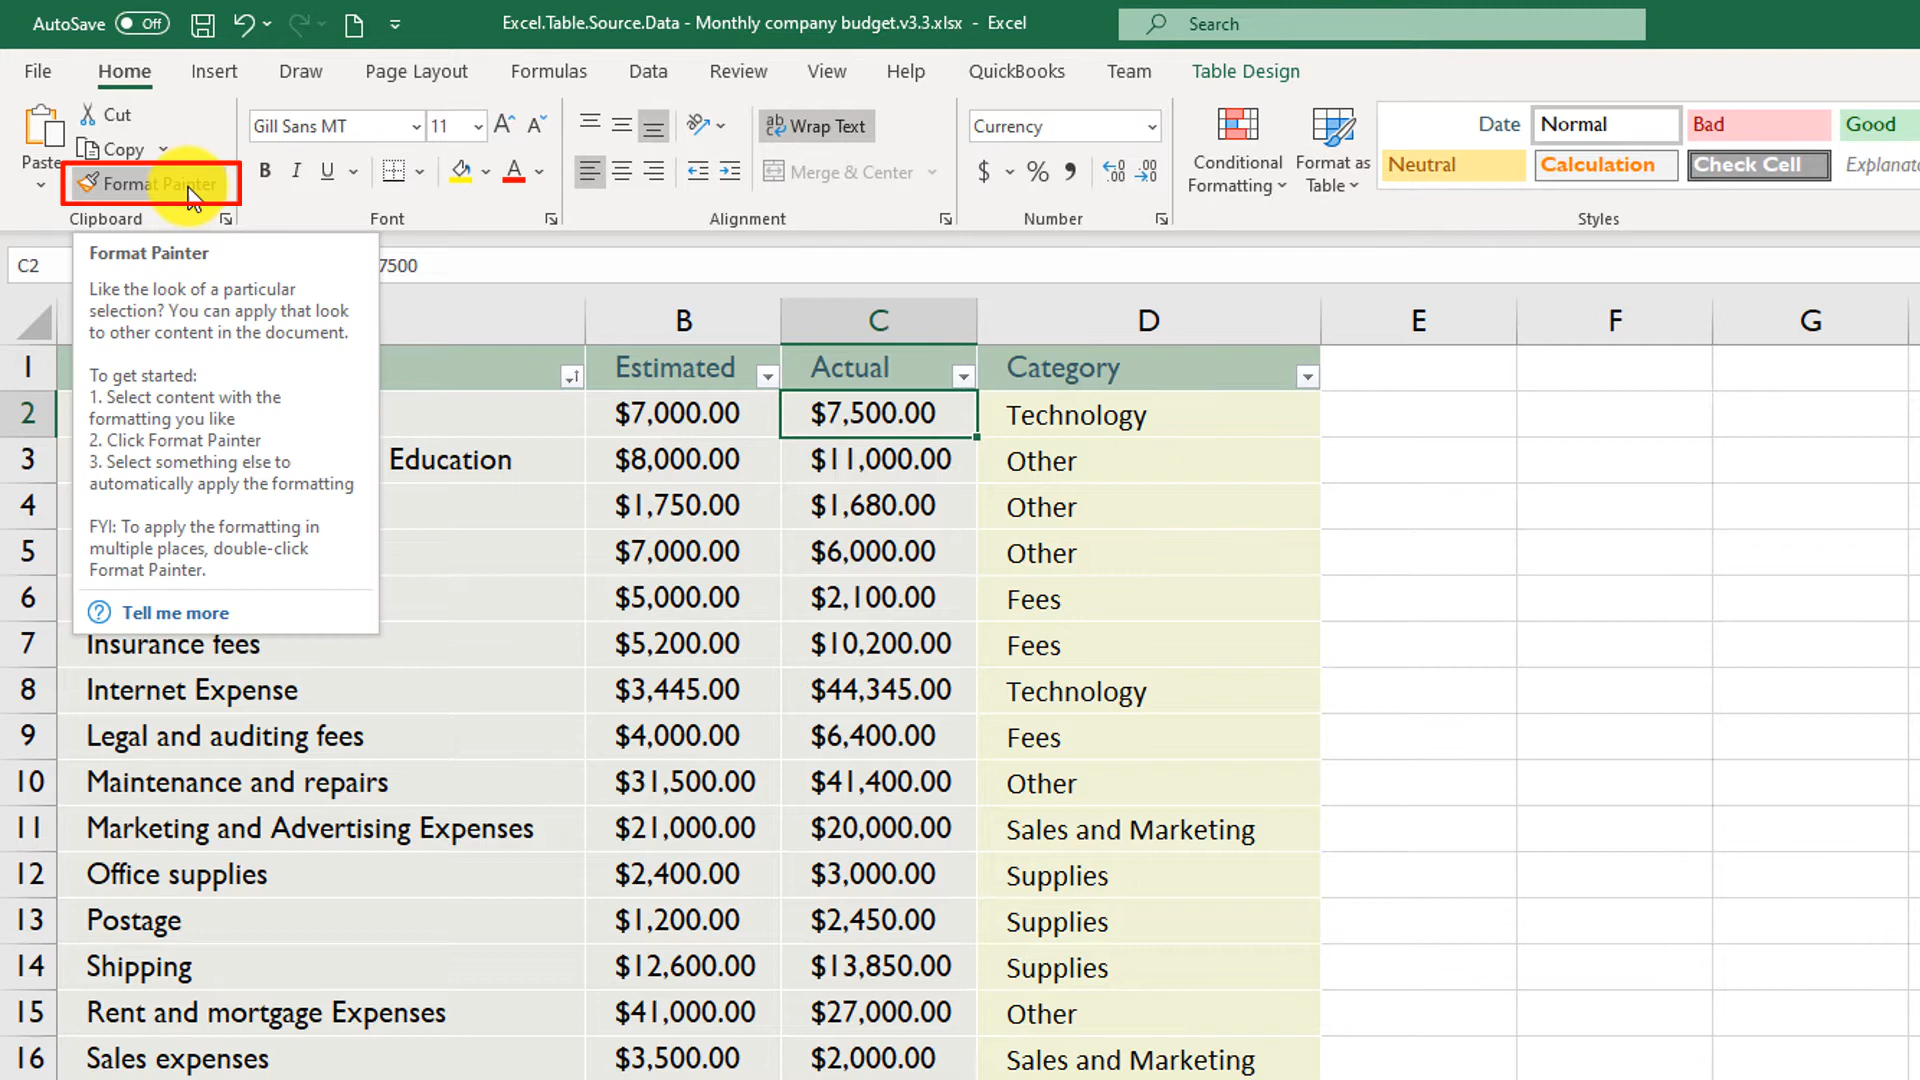 AutoSave Off Excel.Table.Source.Data - Monthly company budget.v3.3.xlsx - Excel Search
File Home Insert Draw Page Layout Formulas Data Review View Help QuickBooks Team Table Design
Paste
Cut
Copy
Format Painter
Clipboard
Gill Sans MT 11
B I U
Font
ab Wrap Text
Merge & Center
Alignment
Currency
$ % 9
Number
Conditional Formatting
Format as Table
Date Normal Bad Good
Neutral Calculation Check Cell Explanat
Styles
C2 7500
Format Painter
Like the look of a particular
selection? You can apply that look
to other content in the document.
To get started:
1. Select content with the
formatting you like
2. Click Format Painter
3. Select something else to
automatically apply the formatting
FYI: To apply the formatting in
multiple places, double-click
Format Painter.
? Tell me more
B C D E F G
1 Estimated Actual Category
2 $7,000.00 $7,500.00 Technology
3 Education $8,000.00 $11,000.00 Other
4 $1,750.00 $1,680.00 Other
5 $7,000.00 $6,000.00 Other
6 $5,000.00 $2,100.00 Fees
7 Insurance fees $5,200.00 $10,200.00 Fees
8 Internet Expense $3,445.00 $44,345.00 Technology
9 Legal and auditing fees $4,000.00 $6,400.00 Fees
10 Maintenance and repairs $31,500.00 $41,400.00 Other
11 Marketing and Advertising Expenses $21,000.00 $20,000.00 Sales and Marketing
12 Office supplies $2,400.00 $3,000.00 Supplies
13 Postage $1,200.00 $2,450.00 Supplies
14 Shipping $12,600.00 $13,850.00 Supplies
15 Rent and mortgage Expenses $41,000.00 $27,000.00 Other
16 Sales expenses $3,500.00 $2,000.00 Sales and Marketing